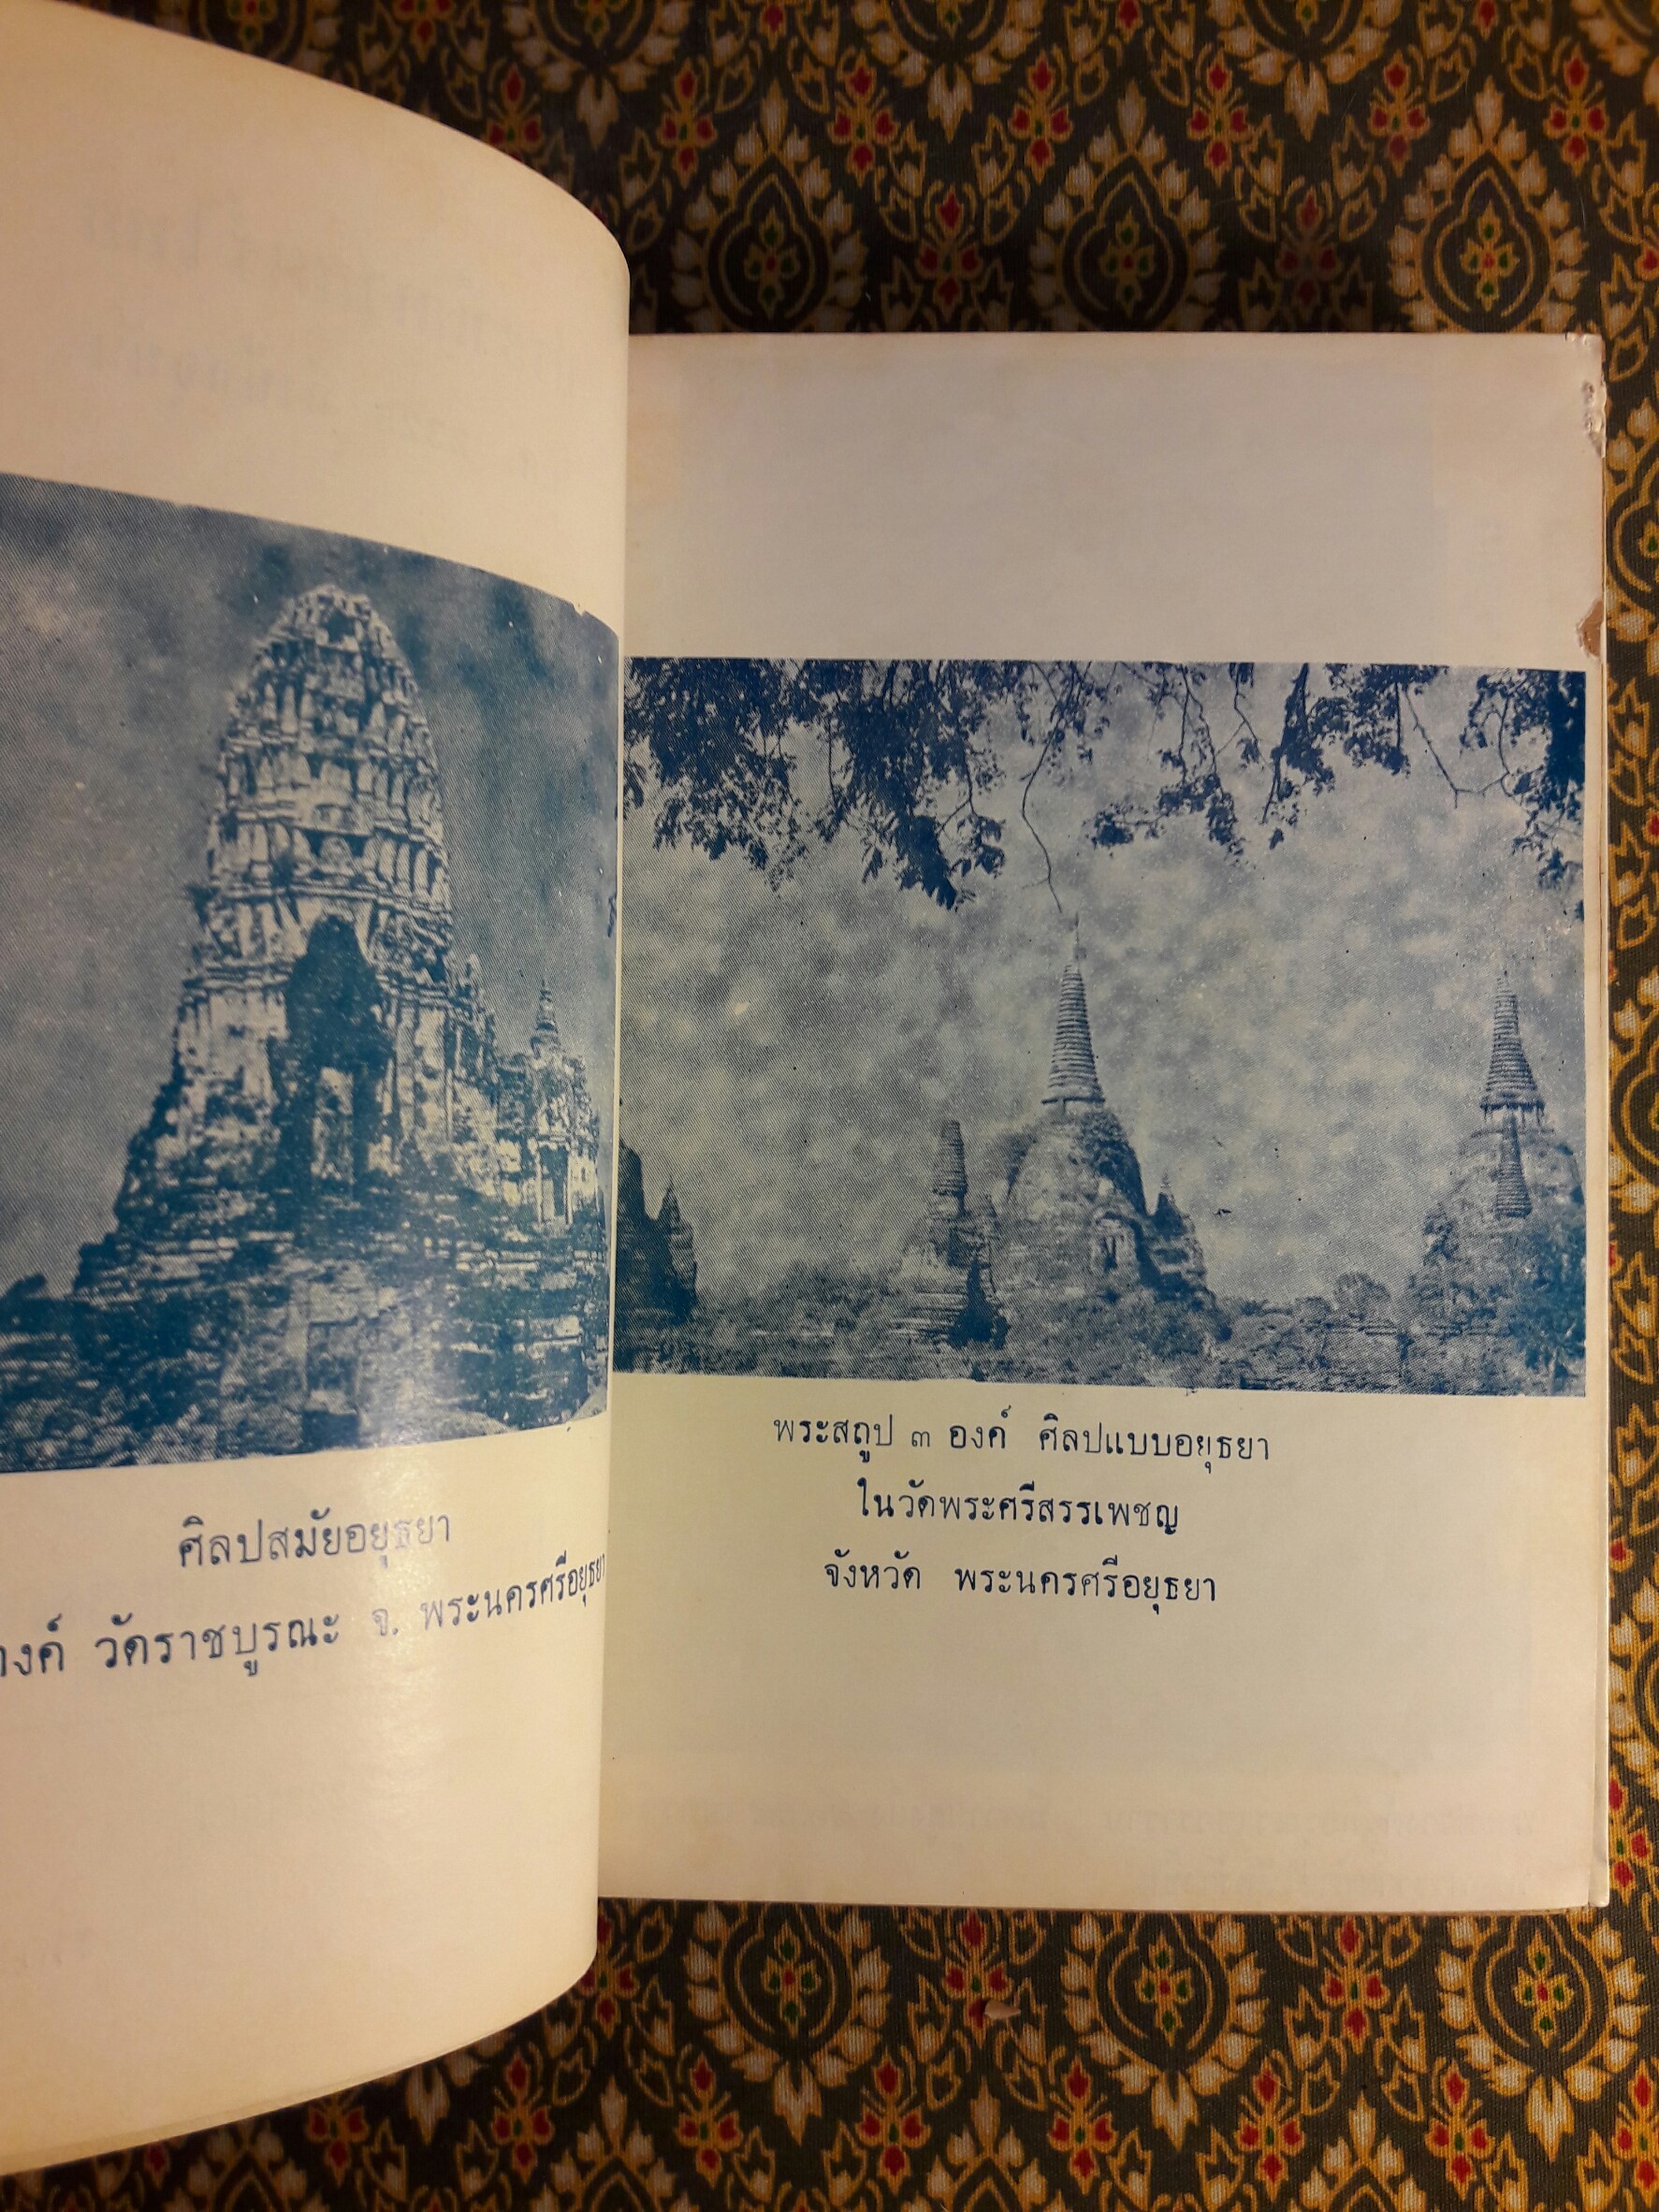 ศิลปสมัยอยุธยา
วัดราชบูรณะ จ. พระนครศรีอยุธยา
พระสถูป ๓ องค์ ศิลปแบบอยุธยา
ในวัดพระศรีสรรเพชญ
จังหวัด พระนครศรีอยุธยา